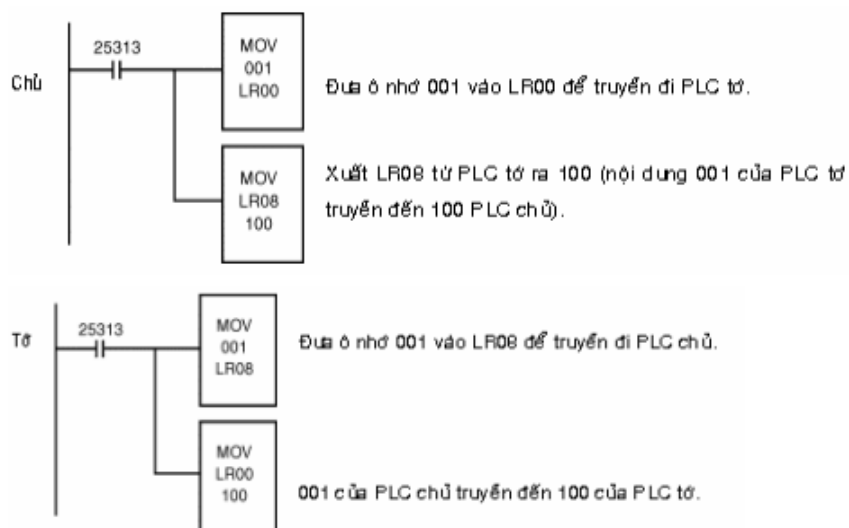 25313
Chủ
MOV
001
LR00
Đưa ô nhớ 001 vào LR00 để truyền đi PLC tớ.
MOV
LR08
100
Xuất LR08 từ PLC tớ ra 100 (nội dung 001 của PLC tớ
truyền đến 100 PLC chủ).
Tớ
25313
MOV
001
LR08
Đưa ô nhớ 001 vào LR08 để truyền đi PLC chủ.
MOV
LR00
100
001 của PLC chủ truyền đến 100 của PLC tớ.